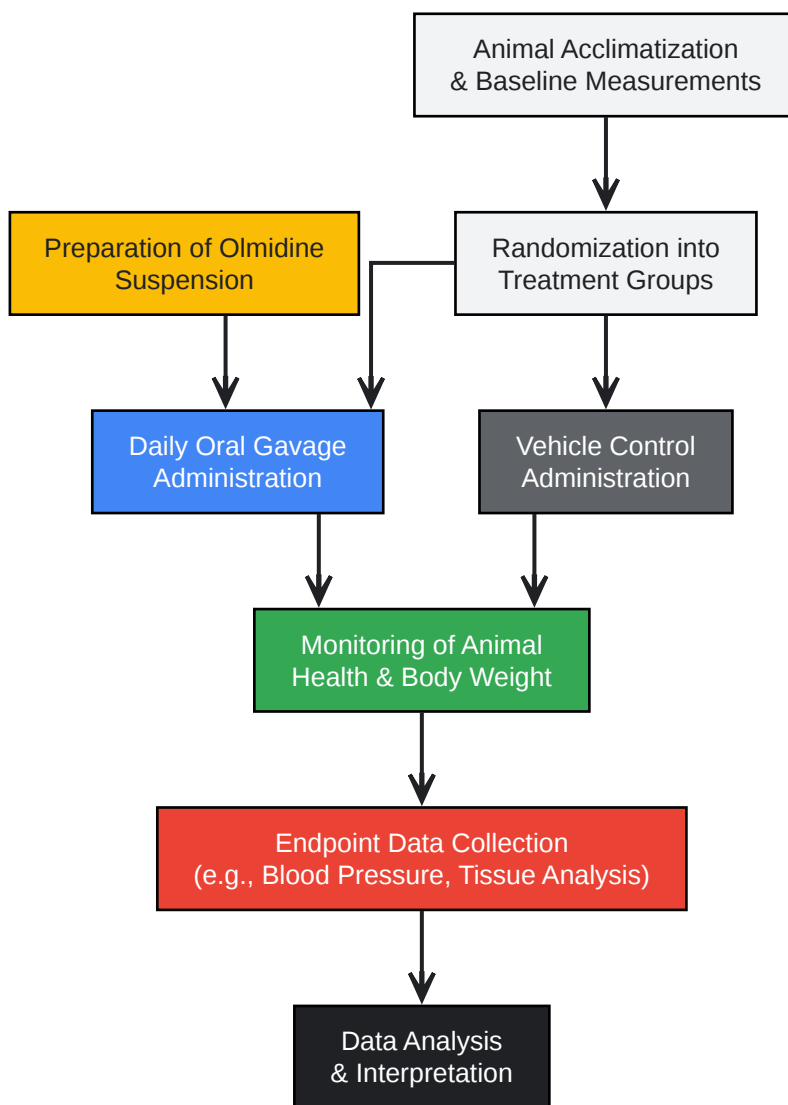 Animal Acclimatization
& Baseline Measurements
Preparation of Olmidine
Suspension
Randomization into
Treatment Groups
Daily Oral Gavage
Administration
Vehicle Control
Administration
Monitoring of Animal
Health & Body Weight
Endpoint Data Collection
(e.g., Blood Pressure, Tissue Analysis)
Data Analysis
& Interpretation